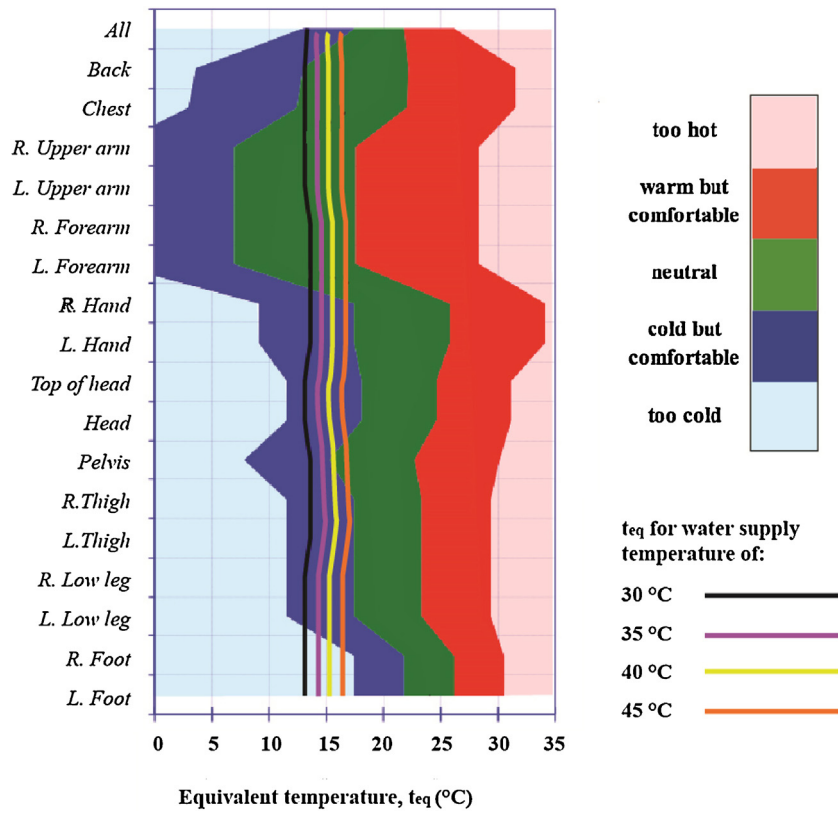 All
Back
Chest
R. Upper arm
L. Upper arm
R. Forearm
L. Forearm
R. Hand
L. Hand
Top of head
Head
Pelvis
R.Thigh
L.Thigh
R. Low leg
L. Low leg
R. Foot
L. Foot
0 5 10 15 20 25 30 35
Equivalent temperature, teq (°C)
too hot
warm but
comfortable
neutral
cold but
comfortable
too cold
teq for water supply
temperature of:
30 °C
35 °C
40 °C
45 °C